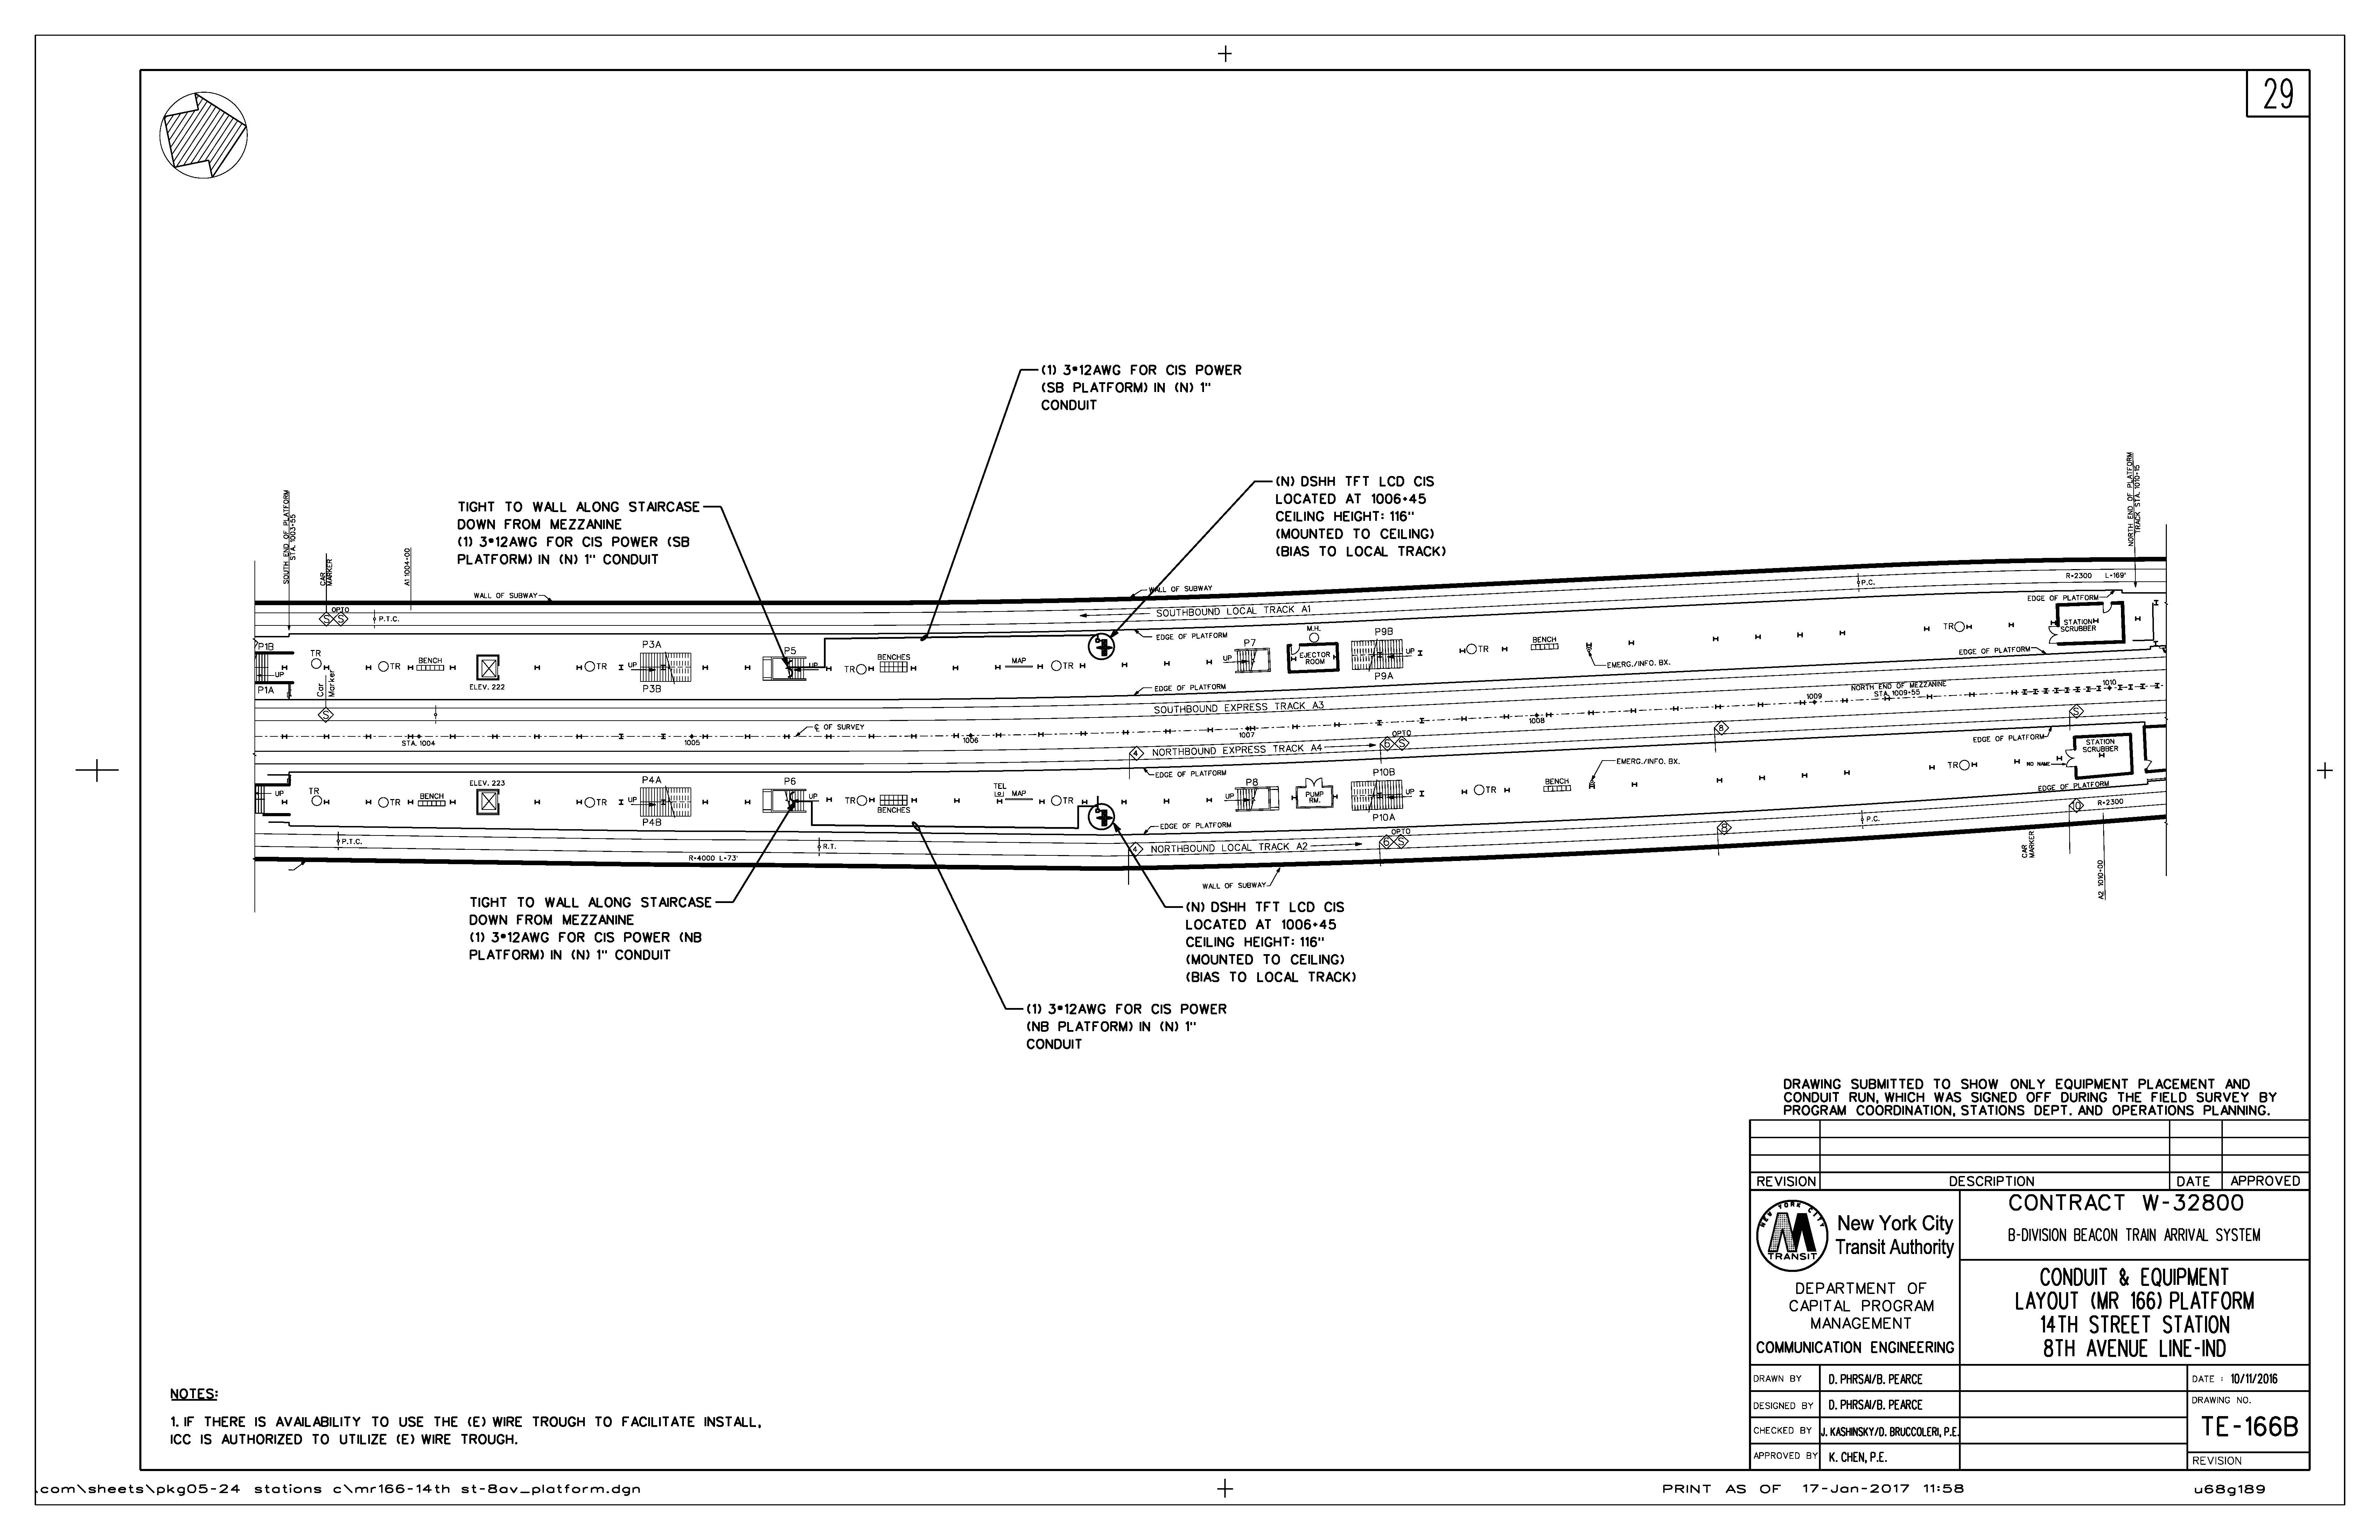 29
(1) 3#12AWG FOR CIS POWER
(SB PLATFORM) IN (N) 1"
CONDUIT
(N) DSHH TFT LCD CIS
LOCATED AT 1006+45
CEILING HEIGHT: 116"
(MOUNTED TO CEILING)
(BIAS TO LOCAL TRACK)
TIGHT TO WALL ALONG STAIRCASE
DOWN FROM MEZZANINE
(1) 3#12AWG FOR CIS POWER (SB
PLATFORM) IN (N) 1" CONDUIT
SOUTH END OF PLATFORM
STA. 1003+55
CAR
MARKER
A1 1004+00
NORTH END OF PLATFORM
TRACK STA. 1010+15
WALL OF SUBWAY
WALL OF SUBWAY
P.C.
R=2300 L=169'
OPTO
S S
P.T.C.
SOUTHBOUND LOCAL TRACK A1
EDGE OF PLATFORM
EDGE OF PLATFORM
STATION
SCRUBBER
P1B
UP
P1A
TR
Car
Marker
TR
BENCH
ELEV. 222
TR
P3A
UP
P3B
P5
UP
TR
BENCHES
MAP
TR
P7
UP
M.H.
EJECTOR
ROOM
P9B
UP
P9A
TR
BENCH
EMERG./INFO. BX.
TR
EDGE OF PLATFORM
EDGE OF PLATFORM
S
SOUTHBOUND EXPRESS TRACK A3
NORTH END OF MEZZANINE
STA. 1009+55
1010
1009
1008
1007
1006
1005
STA. 1004
℄ OF SURVEY
S
8
OPTO
6 S
4
NORTHBOUND EXPRESS TRACK A4
EDGE OF PLATFORM
EDGE OF PLATFORM
STATION
SCRUBBER
NO NAME
UP
TR
TR
BENCH
ELEV. 223
TR
P4A
UP
P4B
P6
UP
TR
BENCHES
TEL
MAP
TR
P8
UP
PUMP
RM.
P10B
UP
P10A
TR
BENCH
EMERG./INFO. BX.
TR
EDGE OF PLATFORM
EDGE OF PLATFORM
10
R=2300
P.C.
8
OPTO
6 S
4
NORTHBOUND LOCAL TRACK A2
P.T.C.
R.T.
R=4000 L=73'
WALL OF SUBWAY
CAR
MARKER
A2 1010+00
TIGHT TO WALL ALONG STAIRCASE
DOWN FROM MEZZANINE
(1) 3#12AWG FOR CIS POWER (NB
PLATFORM) IN (N) 1" CONDUIT
(N) DSHH TFT LCD CIS
LOCATED AT 1006+45
CEILING HEIGHT: 116"
(MOUNTED TO CEILING)
(BIAS TO LOCAL TRACK)
(1) 3#12AWG FOR CIS POWER
(NB PLATFORM) IN (N) 1"
CONDUIT
DRAWING SUBMITTED TO SHOW ONLY EQUIPMENT PLACEMENT AND
CONDUIT RUN, WHICH WAS SIGNED OFF DURING THE FIELD SURVEY BY
PROGRAM COORDINATION, STATIONS DEPT. AND OPERATIONS PLANNING.
REVISION DESCRIPTION DATE APPROVED
NEW YORK CITY
M
TRANSIT
New York City
Transit Authority
DEPARTMENT OF
CAPITAL PROGRAM
MANAGEMENT
COMMUNICATION ENGINEERING
CONTRACT W-32800
B-DIVISION BEACON TRAIN ARRIVAL SYSTEM
CONDUIT & EQUIPMENT
LAYOUT (MR 166) PLATFORM
14TH STREET STATION
8TH AVENUE LINE-IND
DRAWN BY D. PHRSAI/B. PEARCE
DESIGNED BY D. PHRSAI/B. PEARCE
CHECKED BY J. KASHINSKY/D. BRUCCOLERI, P.E.
APPROVED BY K. CHEN, P.E.
DATE : 10/11/2016
DRAWING NO.
TE-166B
REVISION
NOTES:
1. IF THERE IS AVAILABILITY TO USE THE (E) WIRE TROUGH TO FACILITATE INSTALL,
ICC IS AUTHORIZED TO UTILIZE (E) WIRE TROUGH.
.com\sheets\pkg05-24 stations c\mr166-14th st-8av_platform.dgn
PRINT AS OF 17-Jan-2017 11:58
u68g189